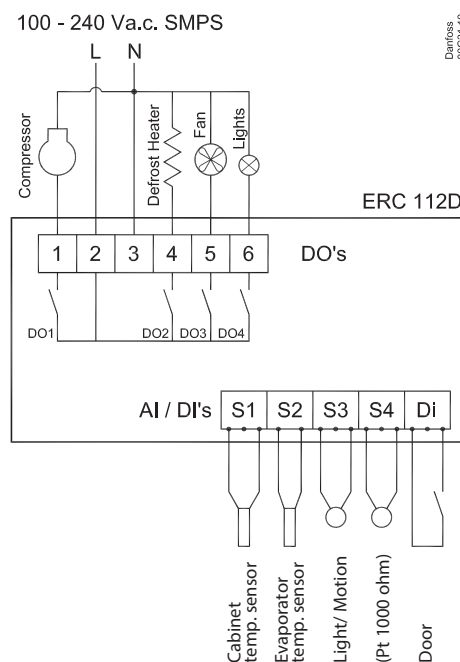 100 - 240 Va.c. SMPS
Danfoss
L N
Compressor
Defrost Heater
Fan
Lights
ERC 112D
1 2 3 4 5 6 DO's
DO1 DO2 DO3 DO4
AI / DI's S1 S2 S3 S4 Di
Cabinet
temp. sensor
Evaporator
temp. sensor
Light/ Motion
(Pt 1000 ohm)
Door